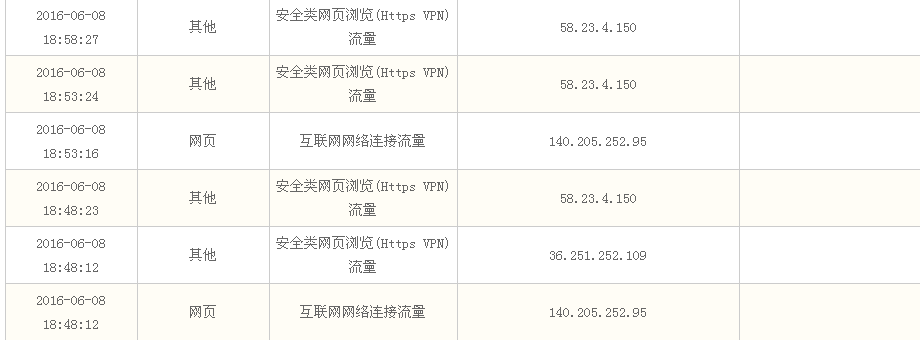 2016-06-08
18:58:27
其他
安全类网页浏览(Https VPN)
流量
58.23.4.150
2016-06-08
18:53:24
其他
安全类网页浏览(Https VPN)
流量
58.23.4.150
2016-06-08
18:53:16
网页
互联网网络连接流量
140.205.252.95
2016-06-08
18:48:23
其他
安全类网页浏览(Https VPN)
流量
58.23.4.150
2016-06-08
18:48:12
其他
安全类网页浏览(Https VPN)
流量
36.251.252.109
2016-06-08
18:48:12
网页
互联网网络连接流量
140.205.252.95